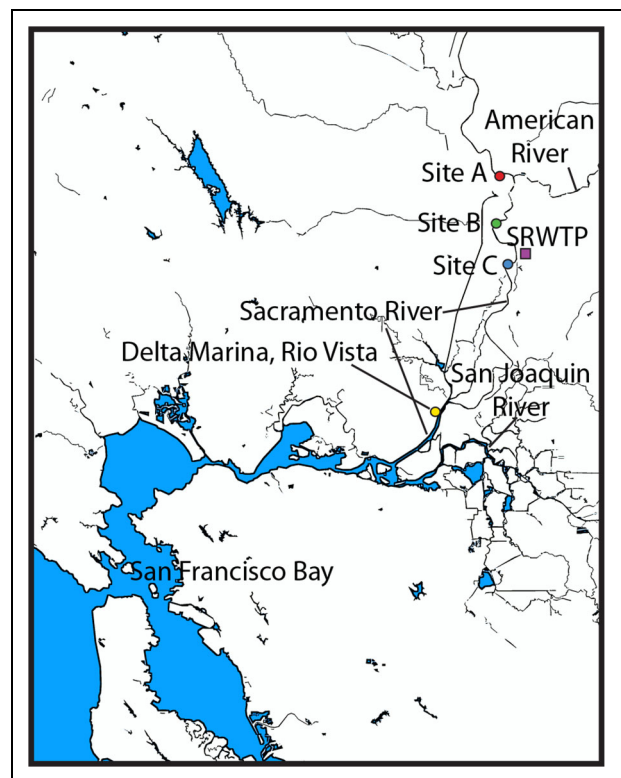 American
River
Site A
Site B
SRWTP
Site C
Sacramento River
Delta Marina, Rio Vista
San Joaquin
River
San Francisco Bay